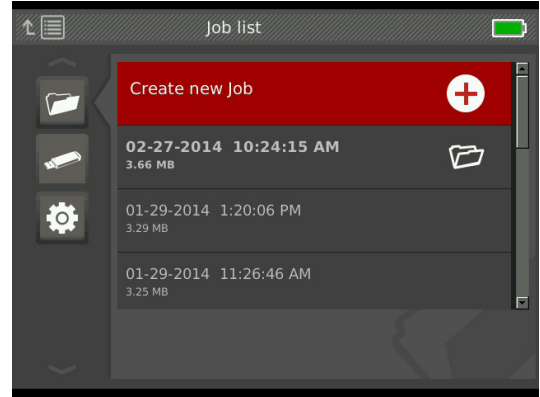 Job list
Create new Job
02-27-2014 10:24:15 AM
3.66 MB
01-29-2014 1:20:06 PM
3.29 MB
01-29-2014 11:26:46 AM
3.25 MB